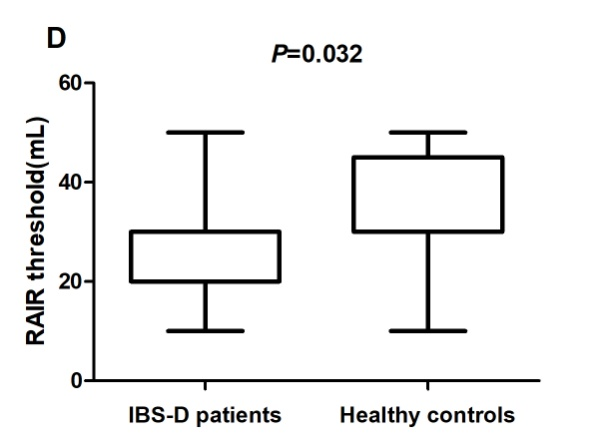 D
P=0.032
RAIR threshold(mL)
60
40
20
0
IBS-D patients
Healthy controls